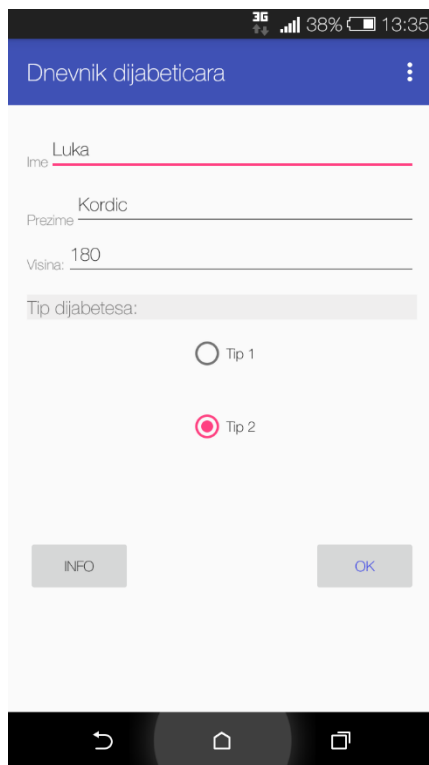 3G 38% 13:35
Dnevnik dijabeticara
Ime Luka
Prezime Kordic
Visina: 180
Tip dijabetesa:
Tip 1
Tip 2
INFO OK